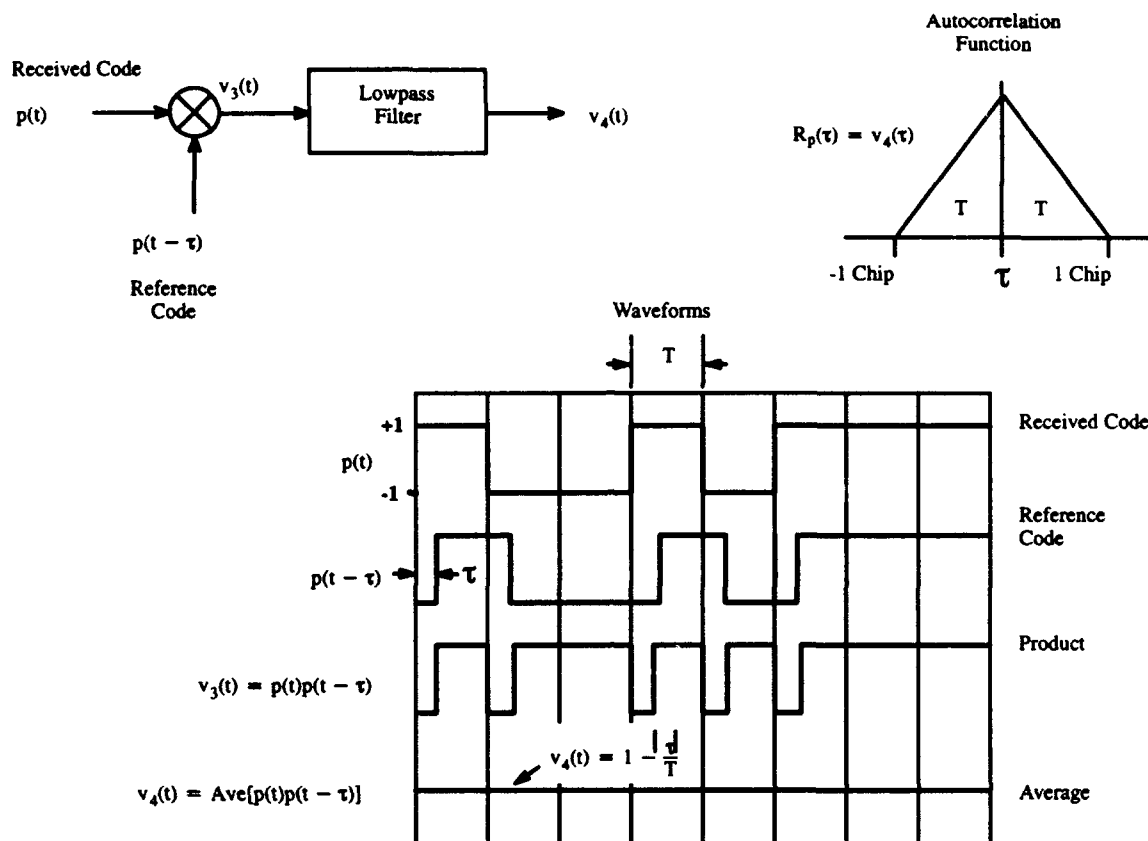 Autocorrelation
Function
Received Code
p(t)
v₃(t)
Lowpass
Filter
v₄(t)
p(t − τ)
Reference
Code
Rₚ(τ) = v₄(τ)
T
T
-1 Chip
τ
1 Chip
Waveforms
T
+1
p(t)
-1
Received Code
Reference
Code
p(t − τ)
τ
Product
v₃(t) = p(t)p(t − τ)
v₄(t) = 1 − |τ|/T
v₄(t) = Ave[p(t)p(t − τ)]
Average